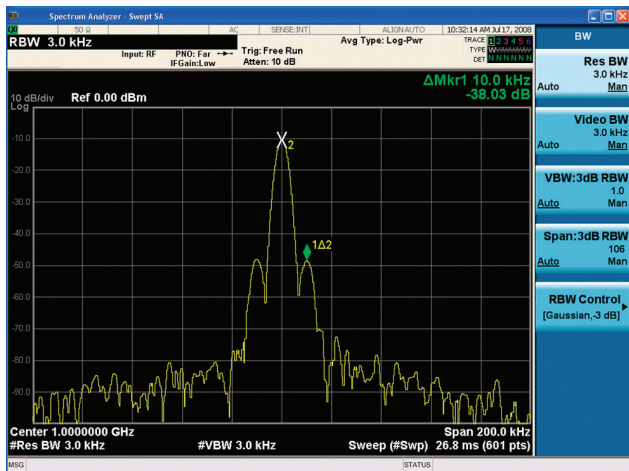 Spectrum Analyzer - Swept SA
50 Ω
AC
SENSE:INT
ALIGN AUTO
10:32:14 AM Jul 17, 2008
RBW 3.0 kHz
Input: RF
PNO: Far
IFGain:Low
Trig: Free Run
Atten: 10 dB
Avg Type: Log-Pwr
TRACE 1 2 3 4 5 6
TYPE
DET N N N N N N
ΔMkr1 10.0 kHz
-38.03 dB
10 dB/div
Ref 0.00 dBm
Log
-10.0
-20.0
-30.0
-40.0
-50.0
-60.0
-70.0
-80.0
-90.0
2
1Δ2
Center 1.0000000 GHz
Span 200.0 kHz
#Res BW 3.0 kHz
#VBW 3.0 kHz
Sweep (#Swp) 26.8 ms (601 pts)
MSG
STATUS
BW
Res BW
3.0 kHz
Auto Man
Video BW
3.0 kHz
Auto Man
VBW:3dB RBW
1.0
Auto Man
Span:3dB RBW
106
Auto Man
RBW Control
[Gaussian,-3 dB]